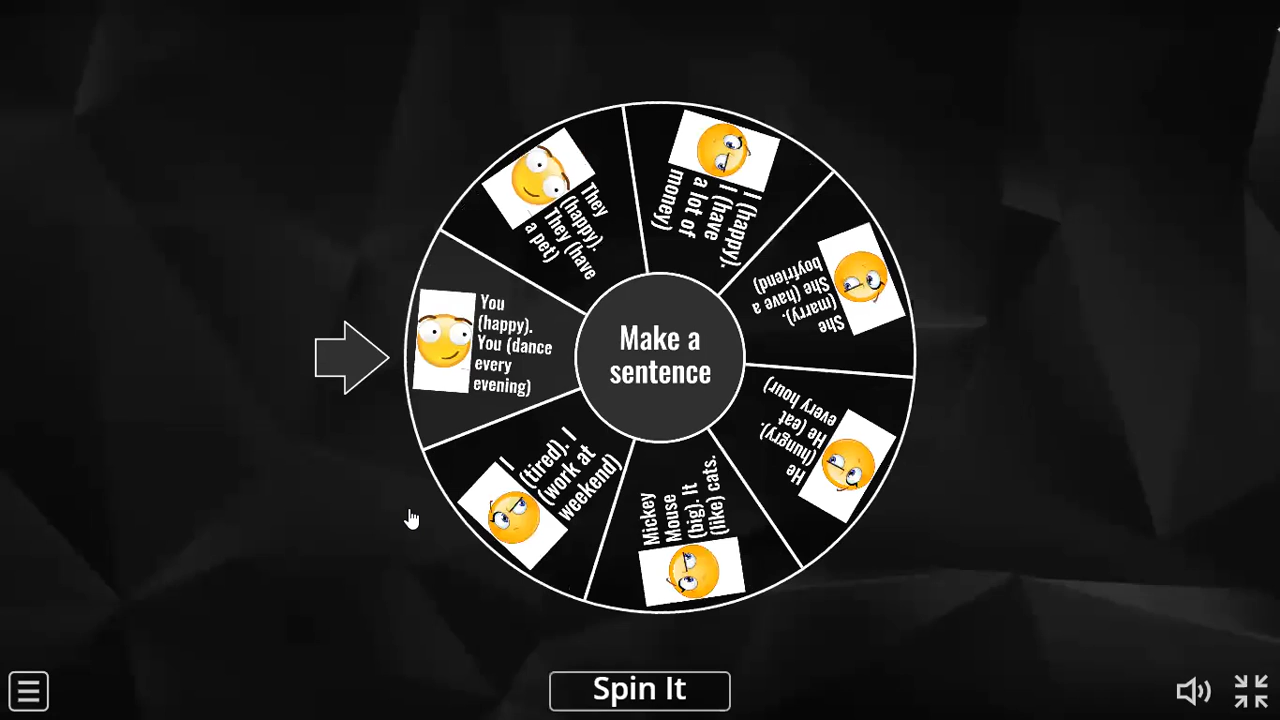 They
(happy).
They (have
a pet)
I (happy).
I (have
a lot of
money)
She
(marry).
She (have a
boyfriend)
You
(happy).
You (dance
every
evening)
Make a
sentence
He
(hungry).
He (eat
every hour)
I
(tired). I
(work at
weekend)
Mickey
Mouse
(big). It
(like) cats.
Spin It